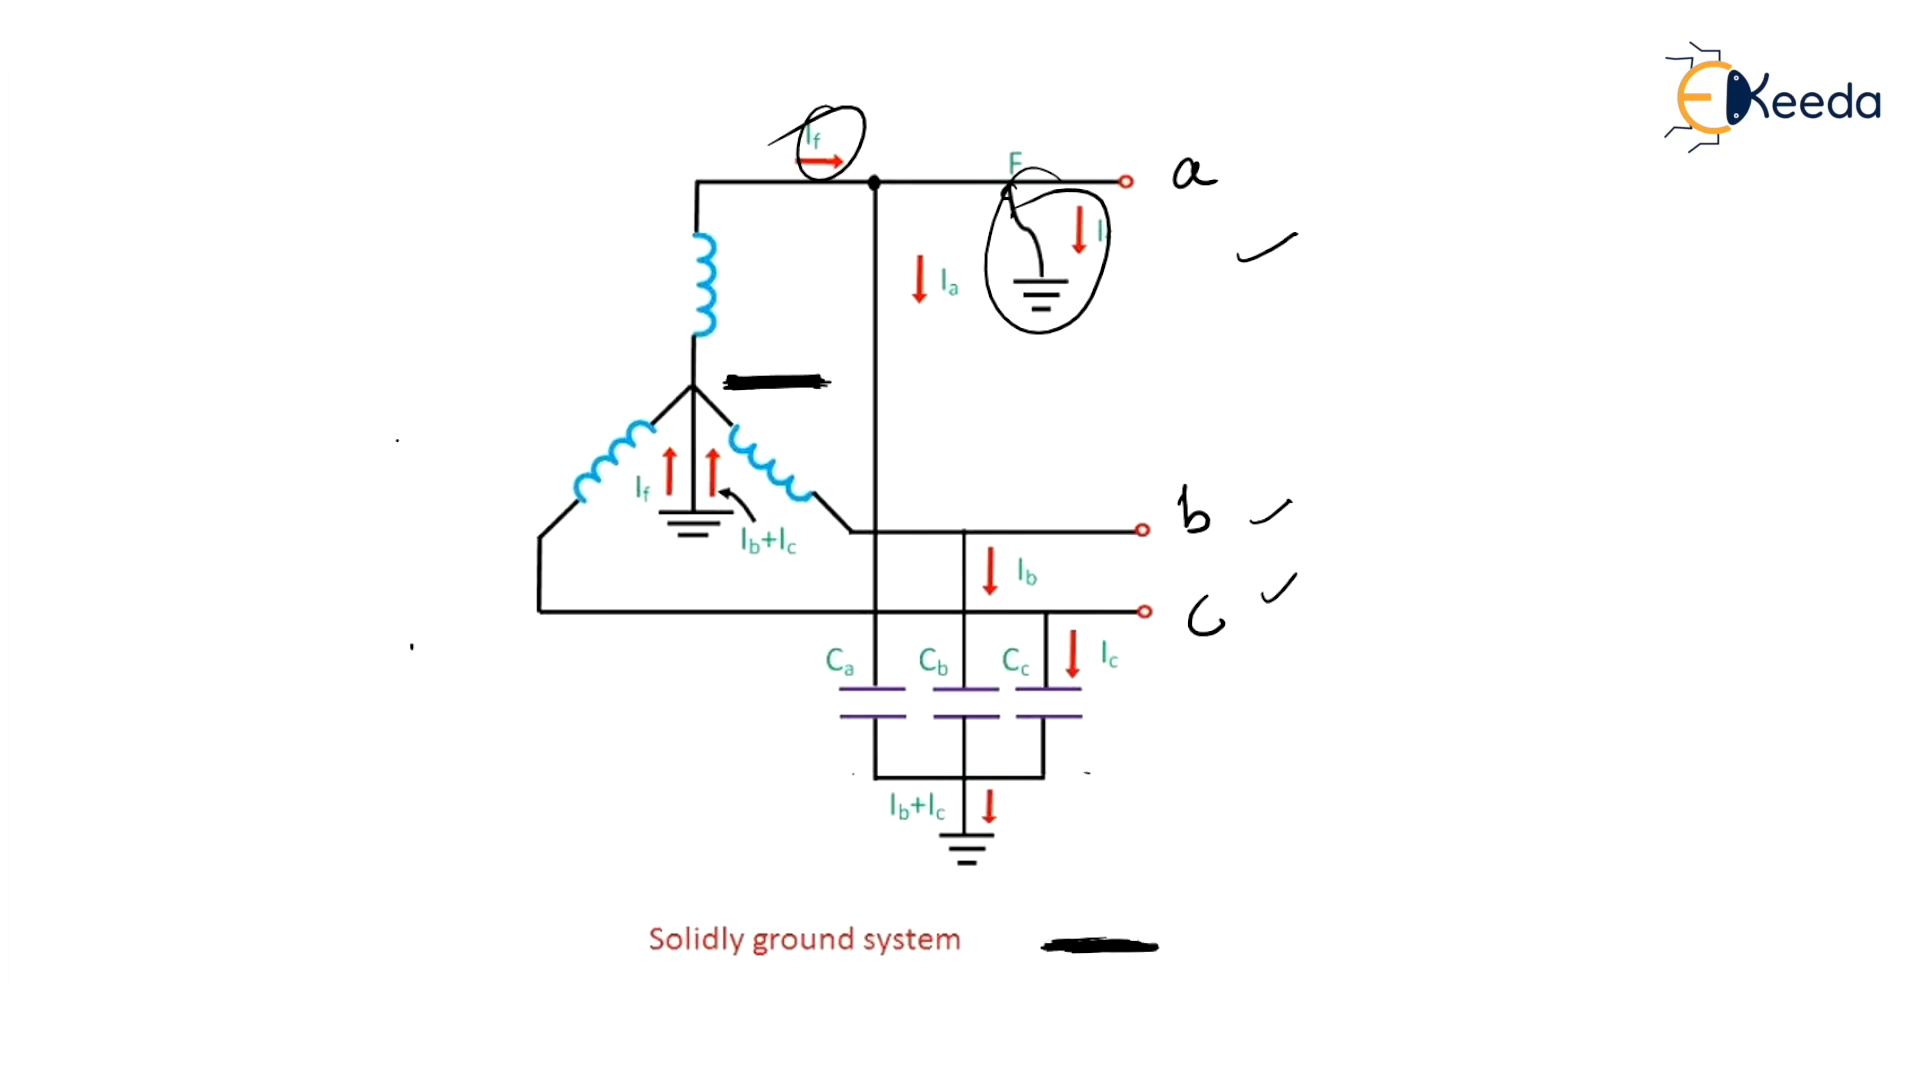 EKeeda
If
F
a
I
Ia
If
Ib+Ic
b
Ib
c
Ca
Cb
Cc
Ic
Ib+Ic
Solidly ground system